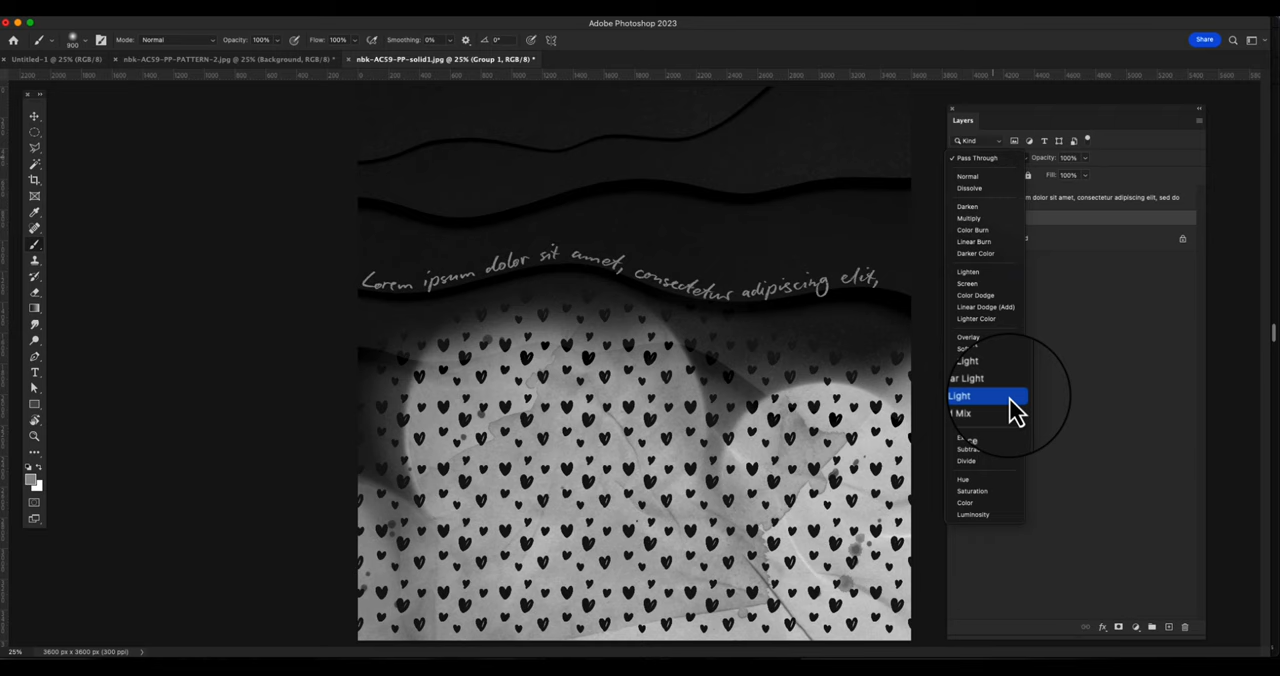 Adobe Photoshop 2023
900 Mode: Normal Opacity: 100% Flow: 100% Smoothing: 0% 0° Share
Untitled-1 @ 25% (RGB/8) nbk-AC59-PP-PATTERN-2.jpg @ 25% (Background, RGB/8) * nbk-AC59-PP-solid1.jpg @ 25% (Group 1, RGB/8) *
Layers
Kind
Pass Through Opacity: 100%
Fill: 100%
Normal
Dissolve
m dolor sit amet, consectetur adipiscing elit, sed do
Darken
Multiply
Color Burn
Linear Burn
Darker Color
Lighten
Screen
Color Dodge
Linear Dodge (Add)
Lighter Color
Overlay
Light
ar Light
Light
Mix
Subtrac
Divide
Hue
Saturation
Color
Luminosity
Lorem ipsum dolor sit amet, consectetur adipiscing elit,
25% 3600 px x 3600 px (300 ppi)